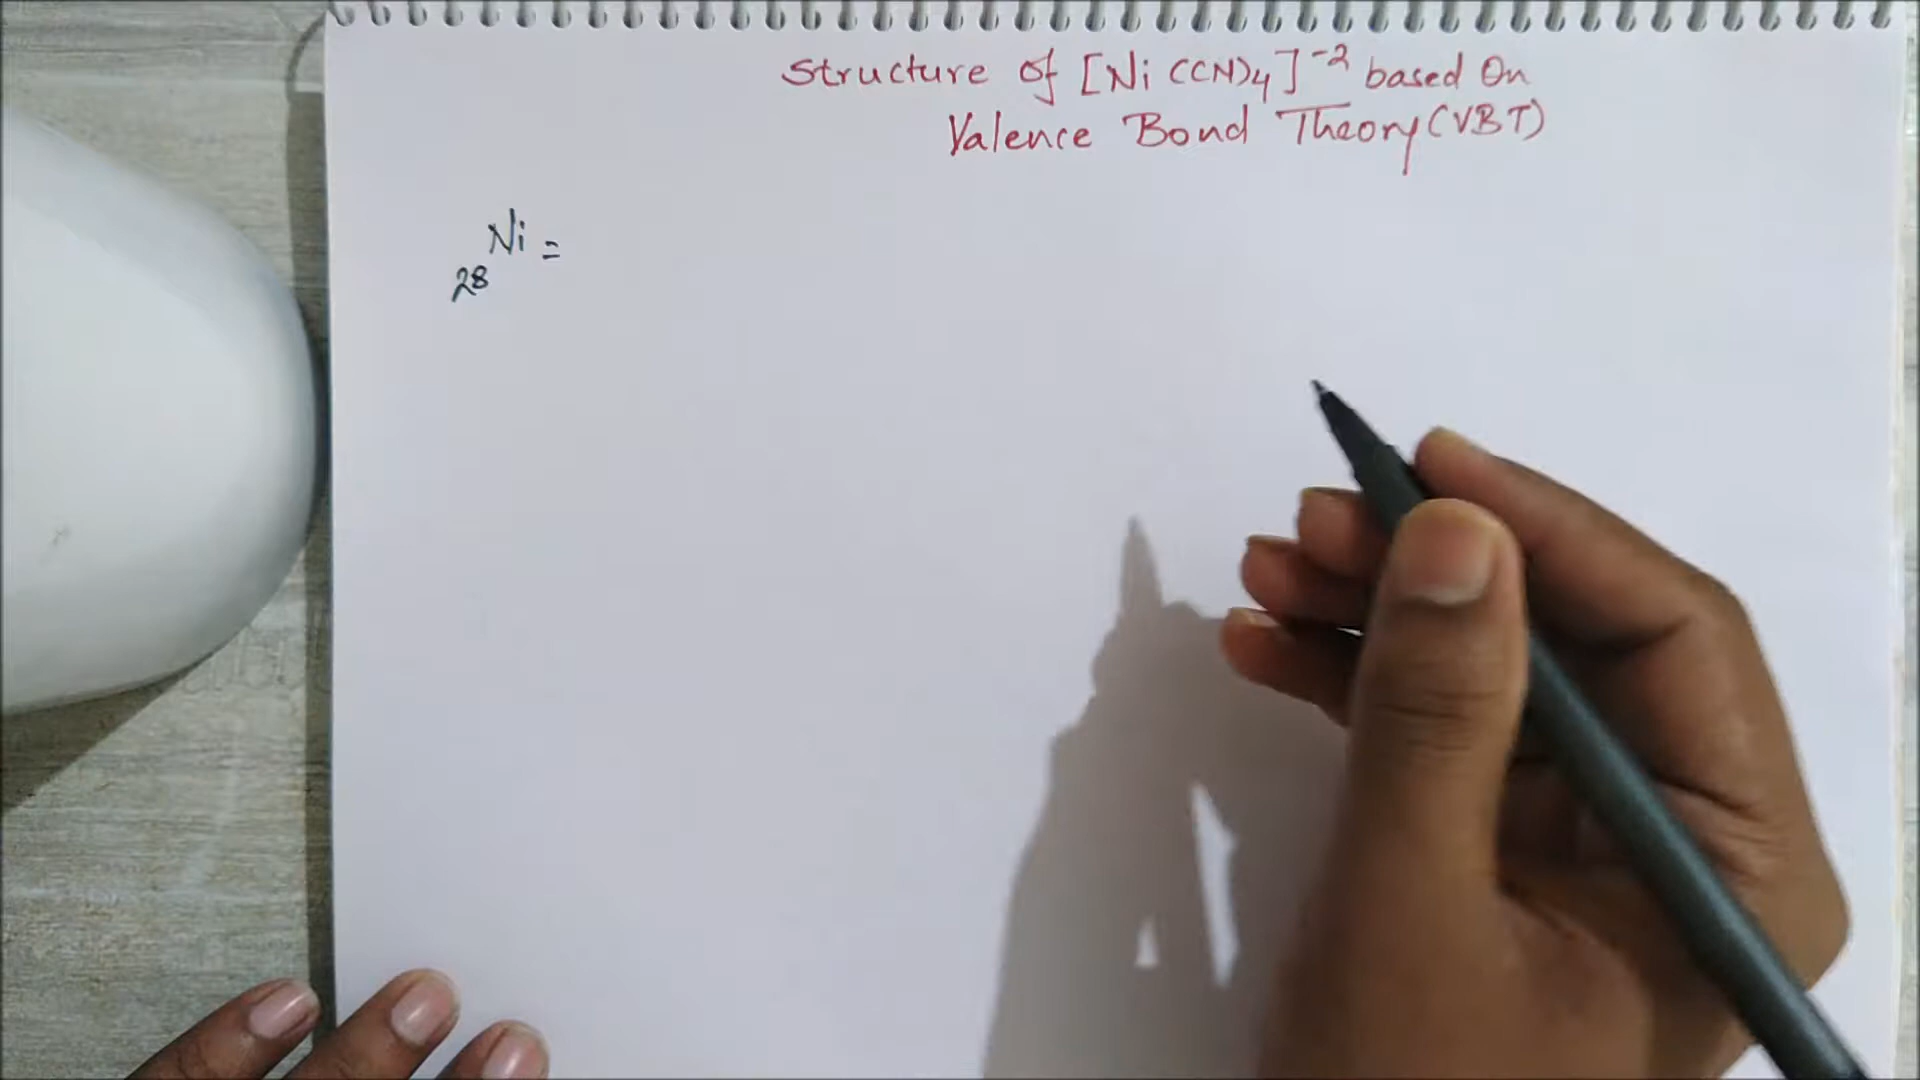 Structure of [Ni (CN)4]⁻² based on
Valence Bond Theory (VBT)
₂₈Ni =